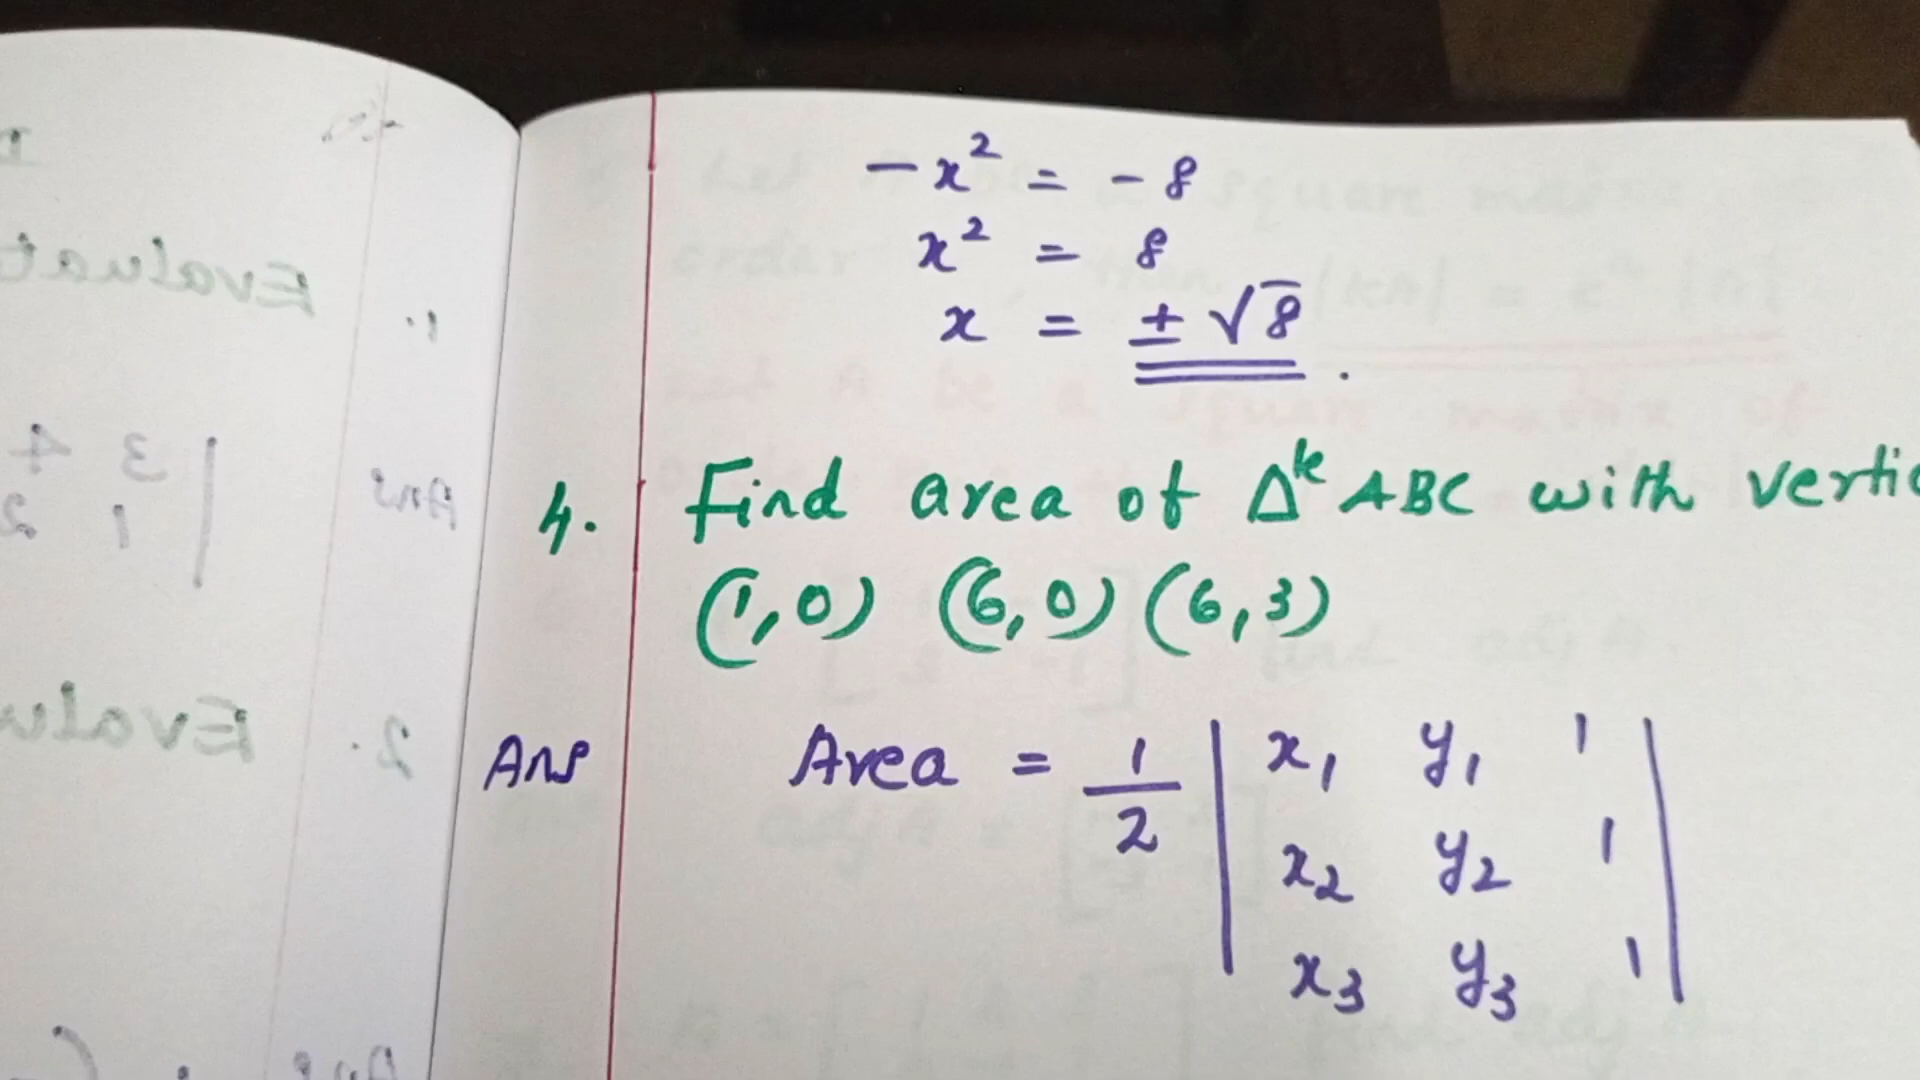 -x² = -8
x² = 8
x = ± √8 .
4. Find area of Δle ABC with vertic
(1,0) (6,0) (6,3)
Ans Area = 1/2 | x₁ y₁ 1 |
x₂ y₂ 1
x₃ y₃ 1